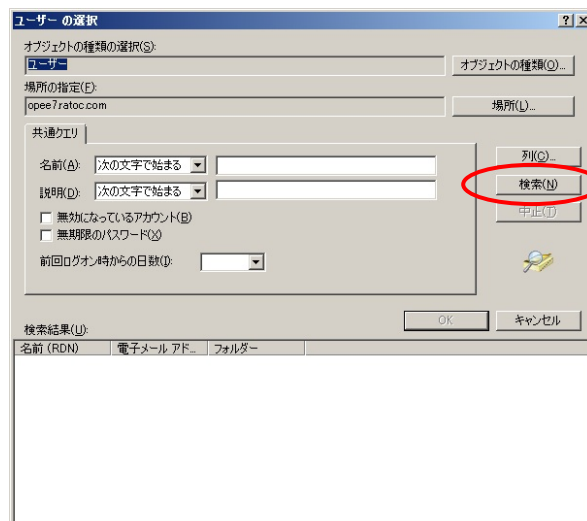 ユーザー の選択
オブジェクトの種類の選択(S):
ユーザー
オブジェクトの種類(O)...
場所の指定(F):
opee7ratoc.com
場所(L)...
共通クエリ
列(C)...
名前(A): 次の文字で始まる
検索(N)
説明(D): 次の文字で始まる
中止(T)
無効になっているアカウント(B)
無期限のパスワード(X)
前回ログオン時からの日数(I):
OK
キャンセル
検索結果(U):
名前 (RDN) 電子メール アド... フォルダー